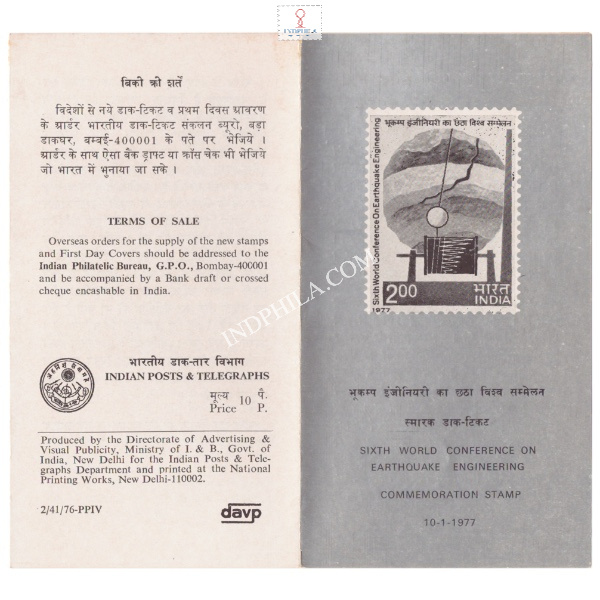 INDPHILA
बिकी की शर्तें
विदेशों से नये डाक-टिकट व प्रथम दिवस आवरण
के आर्डर भारतीय डाक-टिकट संकलन ब्यूरो, बड़ा
डाकघर, बम्बई-400001 के पते पर भेजिये ।
आर्डर के साथ ऐसा बैंक ड्राफ्ट या क्रॉस चेक भी भेजिये
जो भारत में भुनाया जा सके ।
TERMS OF SALE
Overseas orders for the supply of the new stamps
and First Day Covers should be addressed to the
Indian Philatelic Bureau, G.P.O., Bombay-400001
and be accompanied by a Bank draft or crossed
cheque encashable in India.
भारतीय डाक-तार विभाग
INDIAN POSTS & TELEGRAPHS
मूल्य 10 पै.
Price 10 P.
Produced by the Directorate of Advertising &
Visual Publicity, Ministry of I. & B., Govt. of
India, New Delhi for the Indian Posts & Tele-
graphs Department and printed at the National
Printing Works, New Delhi-110002.
2/41/76-PPIV
davp
भूकम्प इंजीनियरी का छठा विश्व सम्मेलन
Sixth World Conference On Earthquake Engineering
2.00
भारत
INDIA
1977
भूकम्प इंजीनियरी का छठा विश्व सम्मेलन
स्मारक डाक-टिकट
SIXTH WORLD CONFERENCE ON
EARTHQUAKE ENGINEERING
COMMEMORATION STAMP
10-1-1977
INDPHILA.COM